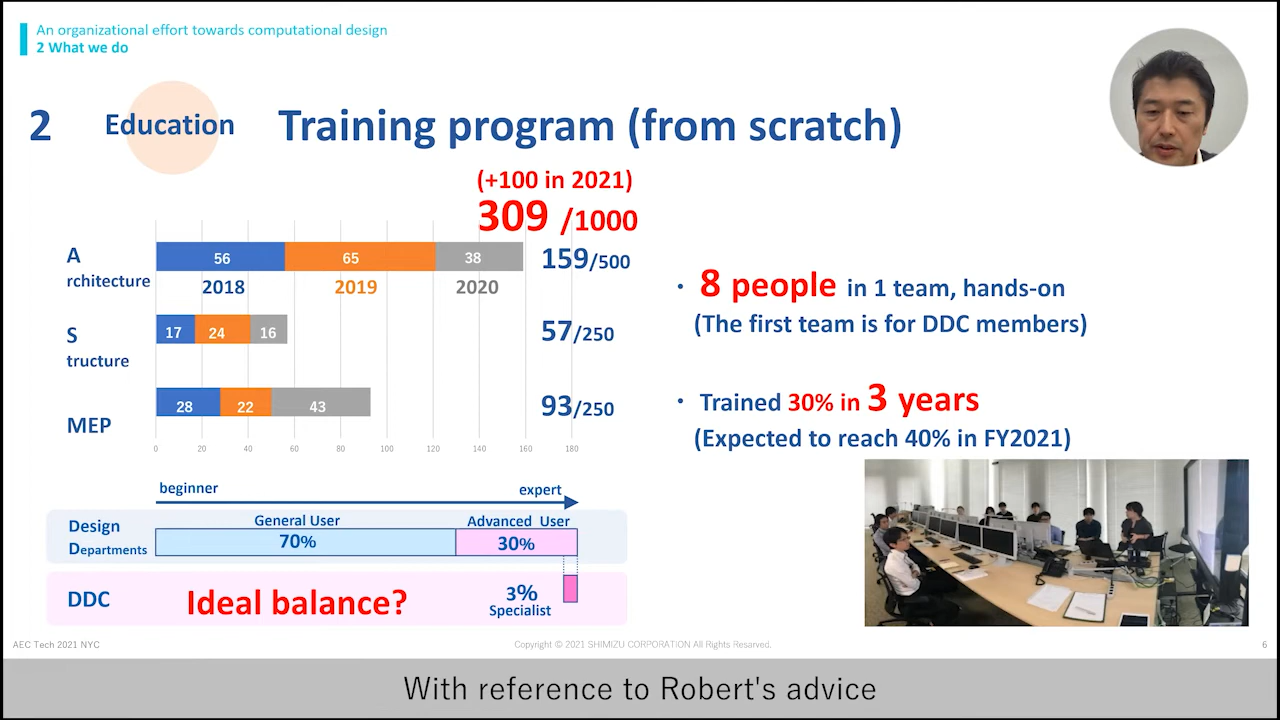 An organizational effort towards computational design
2 What we do
2 Education Training program (from scratch)
(+100 in 2021)
309 /1000
A
rchitecture
56 65 38
159/500
2018 2019 2020
S
tructure
17 24 16
57/250
MEP
28 22 43
93/250
0 20 40 60 80 100 120 140 160 180
・ 8 people in 1 team, hands-on
(The first team is for DDC members)
・ Trained 30% in 3 years
(Expected to reach 40% in FY2021)
beginner expert
Design
Departments
General User Advanced User
70% 30%
DDC
Ideal balance?
3%
Specialist
AEC Tech 2021 NYC Copyright © 2021 SHIMIZU CORPORATION All Rights Reserved. 6
With reference to Robert's advice